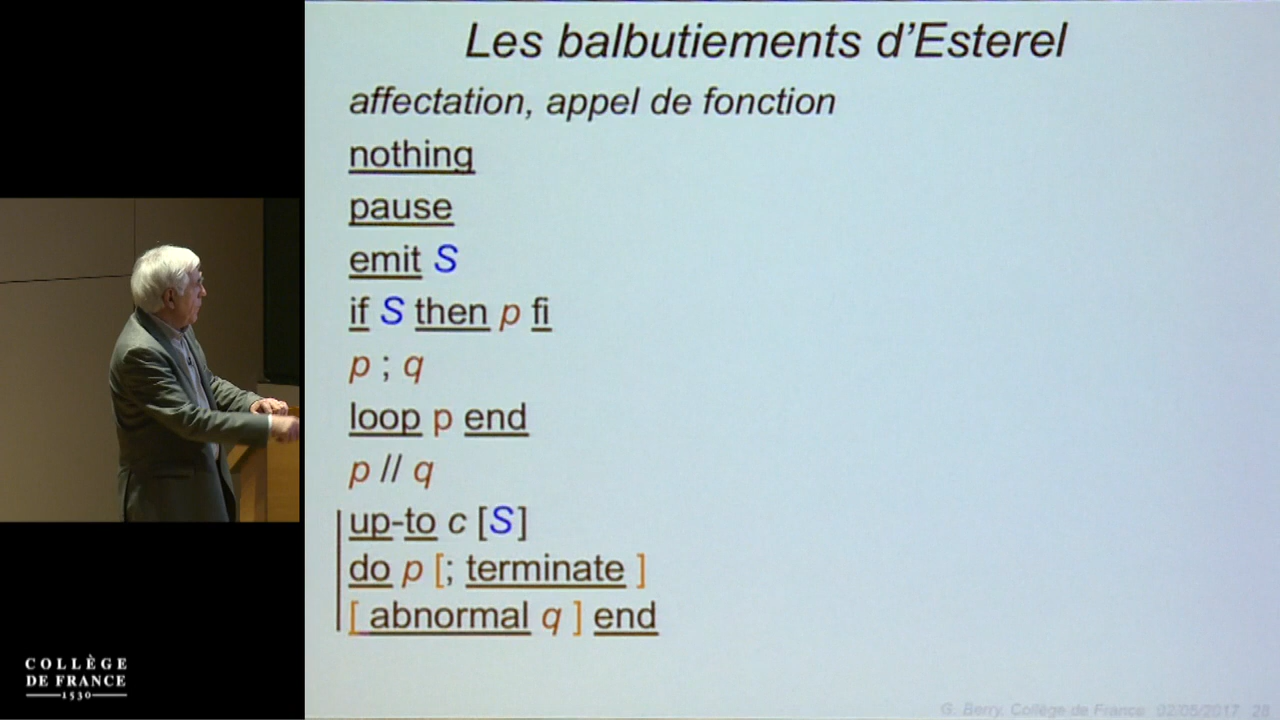 Les balbutiements d'Esterel
affectation, appel de fonction
nothing
pause
emit S
if S then p fi
p ; q
loop p end
p // q
up-to c [S]
do p [; terminate ]
[ abnormal q ] end
COLLÈGE
DE FRANCE
1530
G. Berry, Collège de France 02/05/2017 28